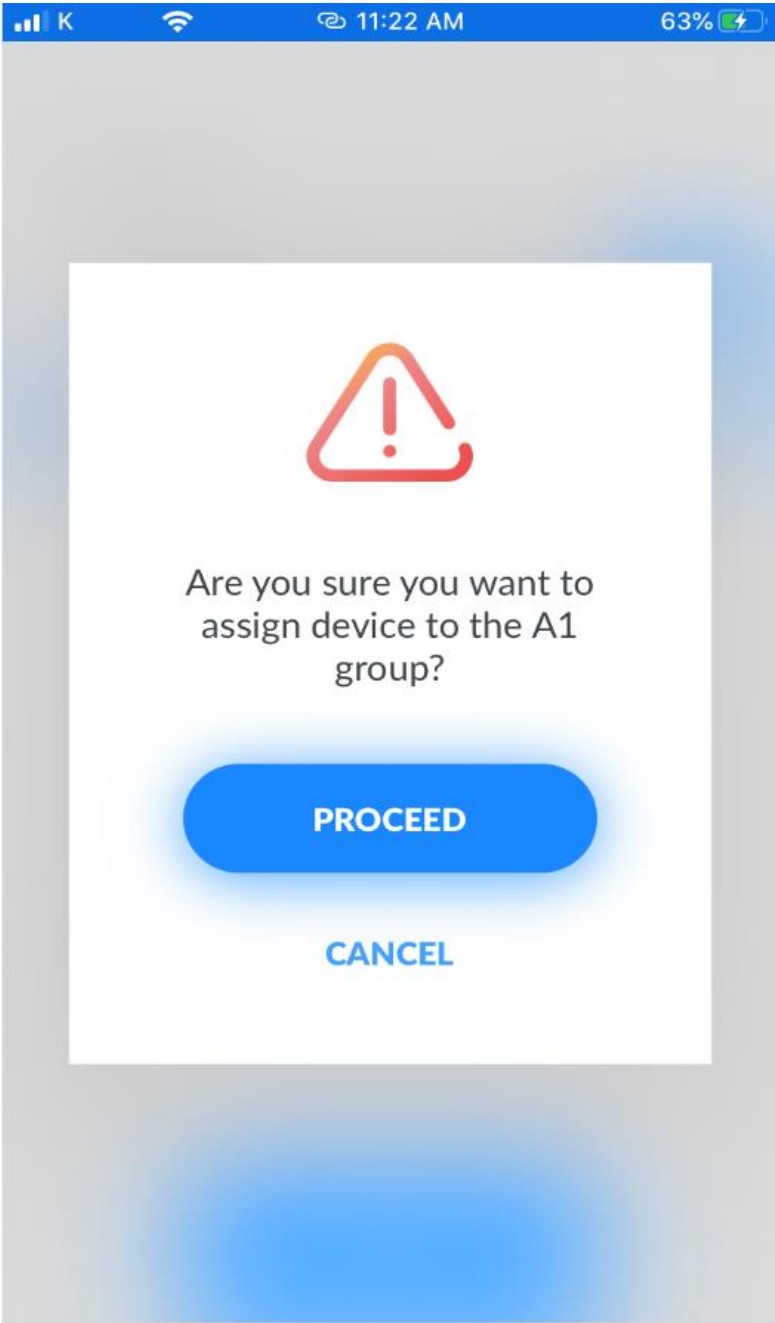 K 11:22 AM 63%
Are you sure you want to
assign device to the A1
group?
PROCEED
CANCEL